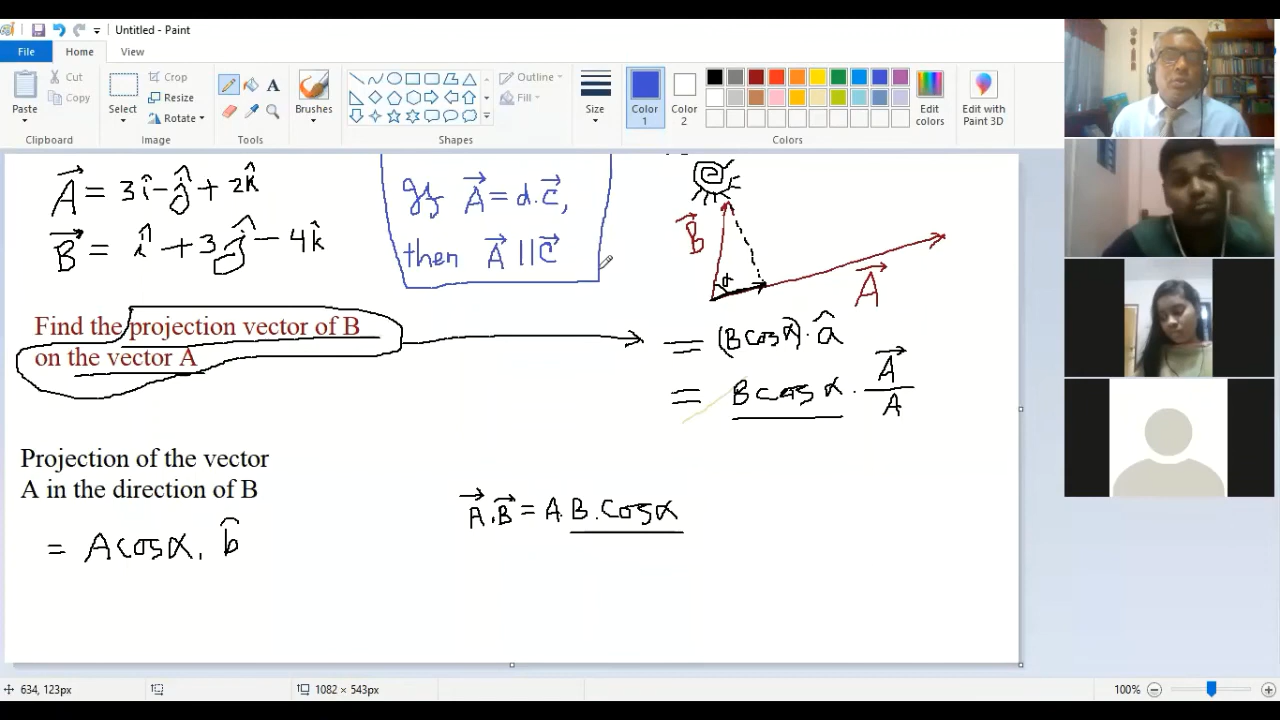 Untitled - Paint
File Home View
Paste
Cut
Copy
Clipboard
Select
Crop
Resize
Rotate
Image
A
Tools
Brushes
Shapes
Outline
Fill
Size
Color 1
Color 2
Edit colors
Edit with Paint 3D
Colors
A⃗ = 3î - ĵ + 2k̂
B⃗ = î + 3ĵ - 4k̂
If A⃗ = d.C⃗,
then A⃗ || C⃗
B⃗
α
A⃗
Find the projection vector of B
on the vector A
= (B cos α) . â
= B cos α . A⃗/A
Projection of the vector
A in the direction of B
= A cos α . b̂
A⃗.B⃗ = A.B.Cos α
634, 123px
1082 × 543px
100%